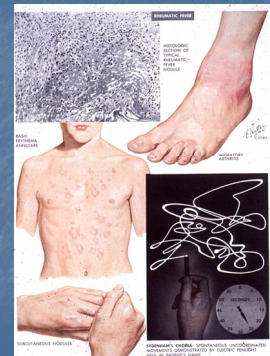 RHEUMATIC FEVER
HISTOLOGIC
SECTION OF
TYPICAL
RHEUMATIC-
FEVER
NODULE
RASH:
ERYTHEMA
ANNULARE
MIGRATORY
ARTHRITIS
SUBCUTANEOUS NODULES
SECONDS
SYDENHAM'S CHOREA: SPONTANEOUS UNCOORDINATED
MOVEMENTS DEMONSTRATED BY ELECTRIC PENLIGHT
HELD IN PATIENT'S HAND